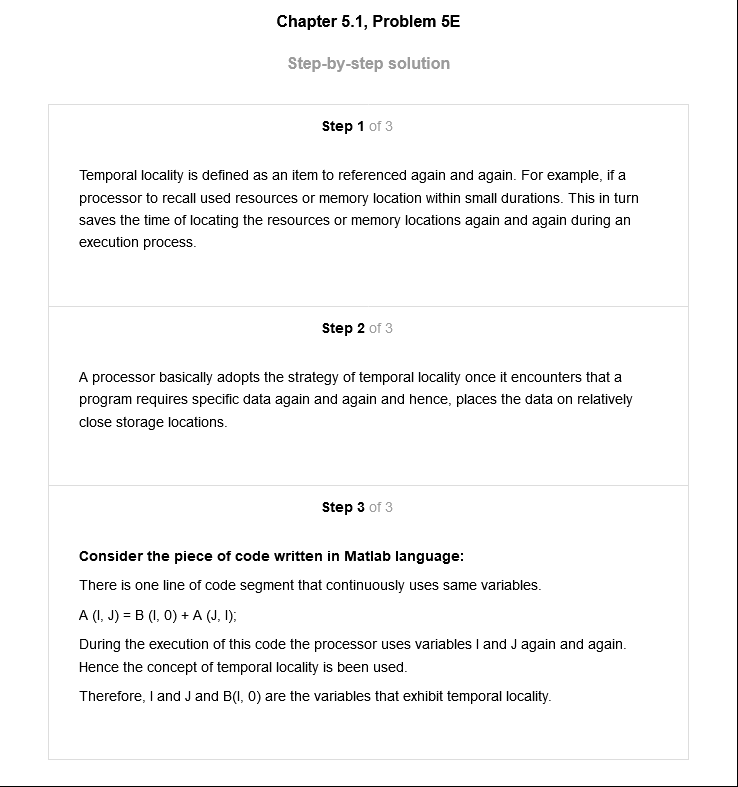 Chapter 5.1, Problem 5E
Step-by-step solution
Step 1 of 3
Temporal locality is defined as an item to referenced again and again. For example, if a
processor to recall used resources or memory location within small durations. This in turn
saves the time of locating the resources or memory locations again and again during an
execution process.
Step 2 of 3
A processor basically adopts the strategy of temporal locality once it encounters that a
program requires specific data again and again and hence, places the data on relatively
close storage locations.
Step 3 of 3
Consider the piece of code written in Matlab language:
There is one line of code segment that continuously uses same variables.
A (I, J) = B (I, 0) + A (J, I);
During the execution of this code the processor uses variables I and J again and again.
Hence the concept of temporal locality is been used.
Therefore, I and J and B(I, 0) are the variables that exhibit temporal locality.